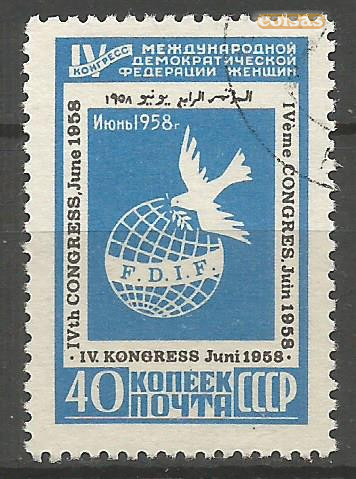 IV КОНГРЕСС
МЕЖДУНАРОДНОЙ
ДЕМОКРАТИЧЕСКОЙ
ФЕДЕРАЦИИ ЖЕНЩИН
المؤتمر الرابع يونيو ١٩٥٨
Июнь 1958 г
IVth CONGRESS, June 1958
IVème CONGRES, Juin 1958
F.D.I.F.
· IV. KONGRESS Juni 1958 ·
40 КОПЕЕК
ПОЧТА СССР